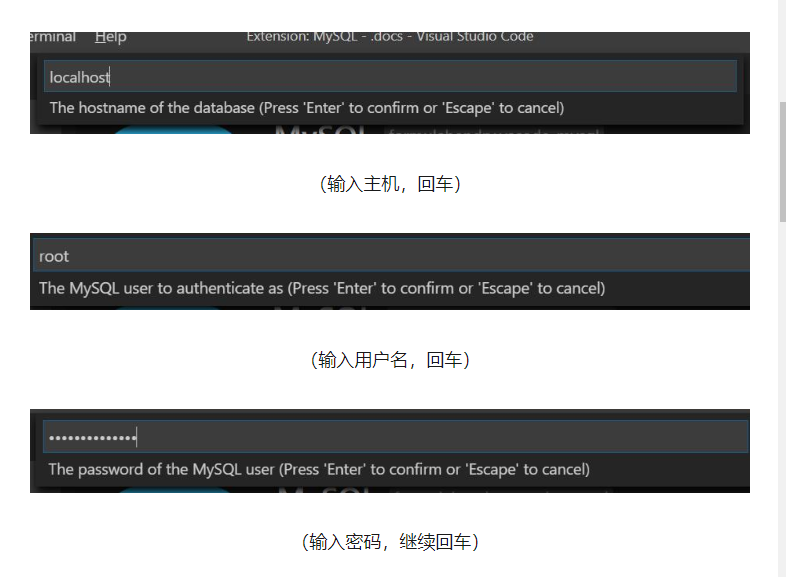 erminal Help Extension: MySQL - .docs - Visual Studio Code
localhost
The hostname of the database (Press 'Enter' to confirm or 'Escape' to cancel)
（输入主机，回车）
root
The MySQL user to authenticate as (Press 'Enter' to confirm or 'Escape' to cancel)
（输入用户名，回车）
••••••••••••••
The password of the MySQL user (Press 'Enter' to confirm or 'Escape' to cancel)
（输入密码，继续回车）